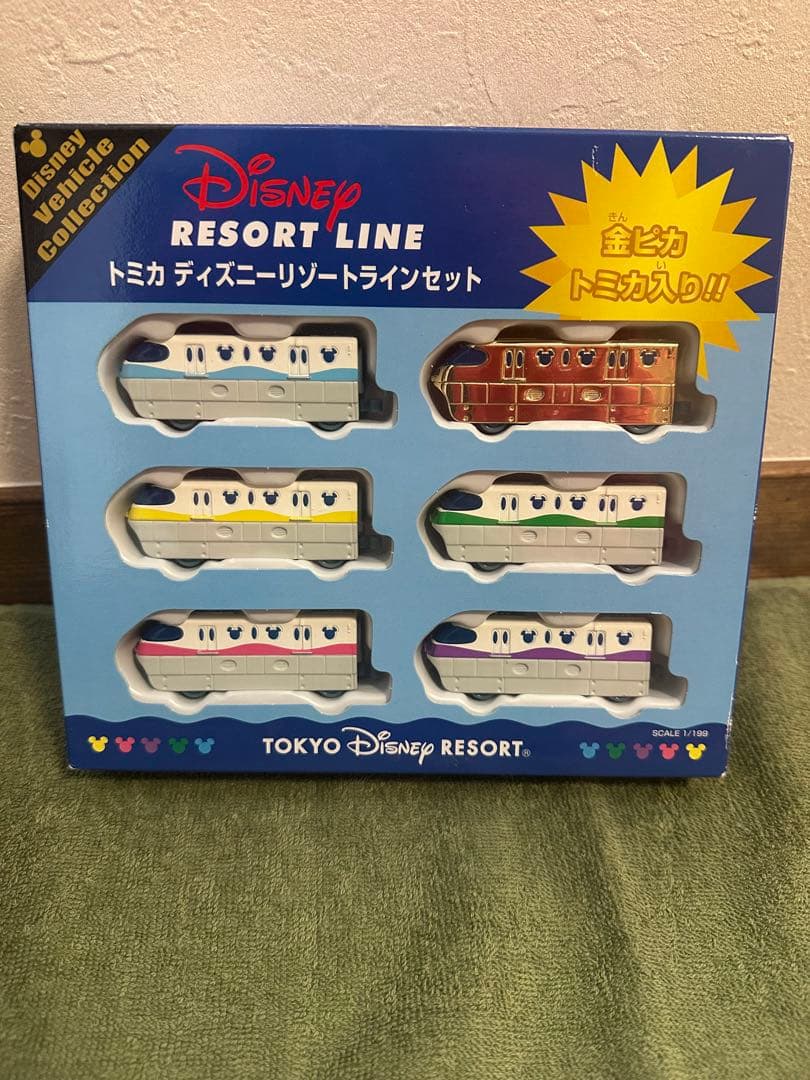 Disney
Vehicle
Collection
Disney
RESORT LINE
トミカ ディズニーリゾートラインセット
きん
金ピカ
い
トミカ入り!!
SCALE 1/199
TOKYO Disney RESORT®